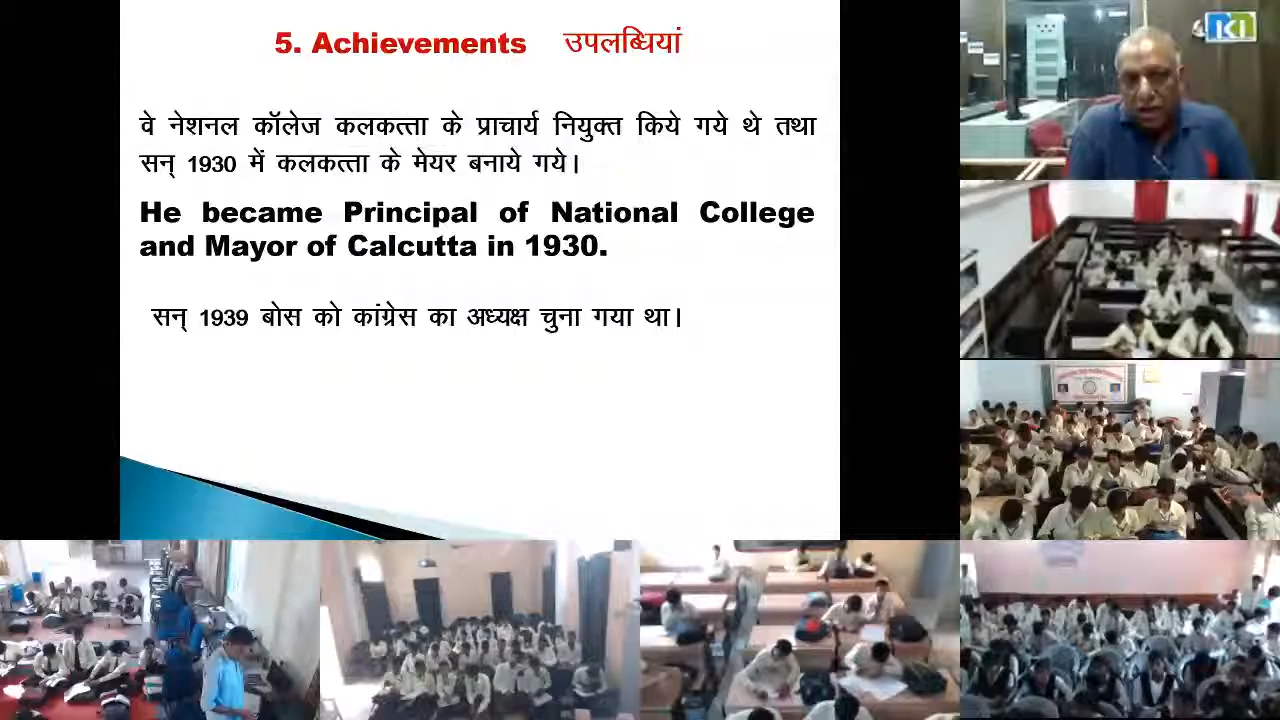 5. Achievements उपलब्धियां
वे नेशनल कॉलेज कलकत्ता के प्राचार्य नियुक्त किये गये थे तथा
सन् 1930 में कलकत्ता के मेयर बनाये गये।
He became Principal of National College
and Mayor of Calcutta in 1930.
सन् 1939 बोस को कांग्रेस का अध्यक्ष चुना गया था।